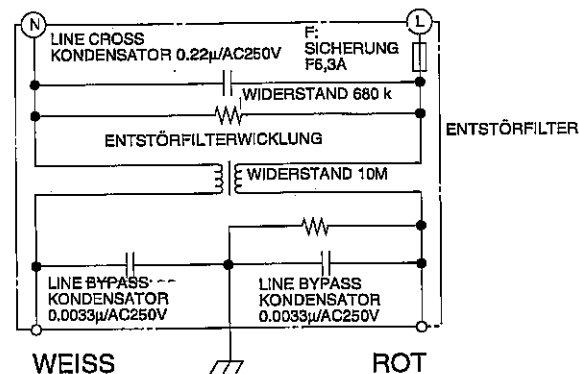 N
L
LINE CROSS
KONDENSATOR 0.22µ/AC250V
F:
SICHERUNG
F6,3A
WIDERSTAND 680 k
ENTSTÖRFILTERWICKLUNG
ENTSTÖRFILTER
WIDERSTAND 10M
LINE BYPASS
KONDENSATOR
0.0033µ/AC250V
LINE BYPASS
KONDENSATOR
0.0033µ/AC250V
WEISS
ROT